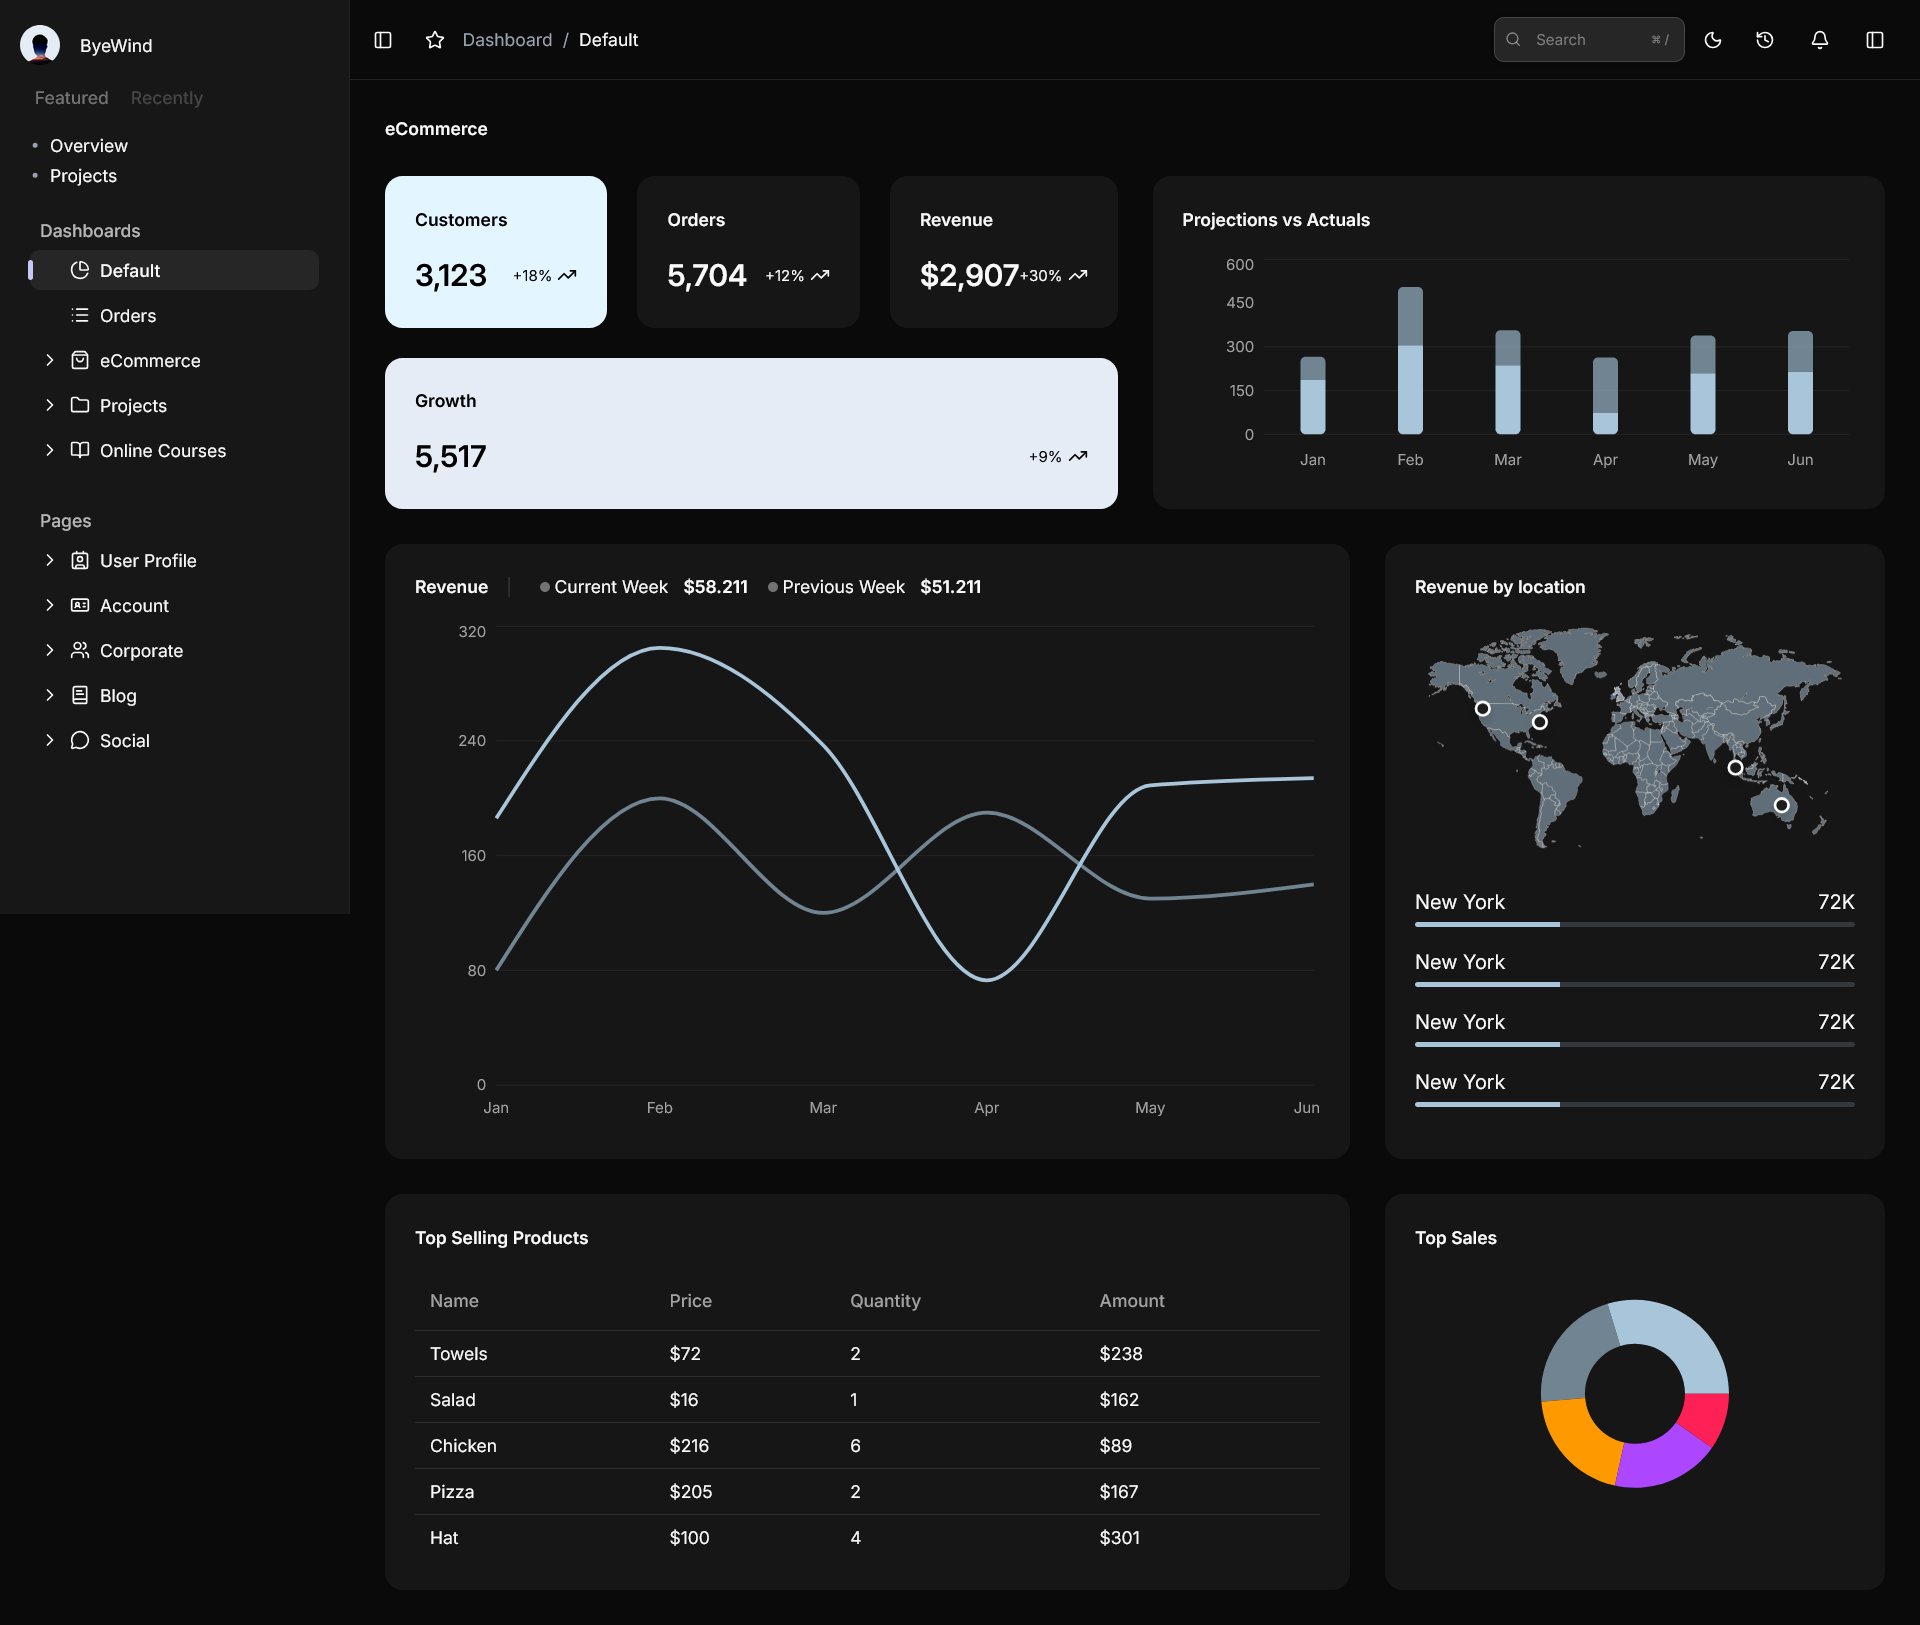 ByeWind
Featured Recently
Overview
Projects
Dashboards
Default
Orders
eCommerce
Projects
Online Courses
Pages
User Profile
Account
Corporate
Blog
Social
Dashboard / Default
Search ⌘ /
eCommerce
Customers
3,123 +18%
Orders
5,704 +12%
Revenue
$2,907 +30%
Growth
5,517 +9%
Projections vs Actuals
600
450
300
150
0
Jan Feb Mar Apr May Jun
Revenue Current Week $58.211 Previous Week $51.211
320
240
160
80
0
Jan Feb Mar Apr May Jun
Revenue by location
New York 72K
New York 72K
New York 72K
New York 72K
Top Selling Products
Name Price Quantity Amount
Towels $72 2 $238
Salad $16 1 $162
Chicken $216 6 $89
Pizza $205 2 $167
Hat $100 4 $301
Top Sales